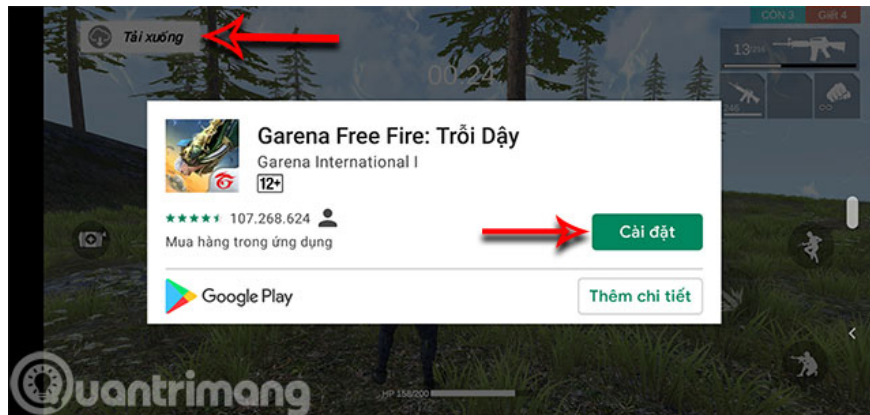 Tải xuống
CÒN 3 Giết 4
00:24
13
Garena Free Fire: Trỗi Dậy
Garena International I
12+
107.268.624
Mua hàng trong ứng dụng
Cài đặt
Google Play
Thêm chi tiết
246
∞
HP 158/200
Quantrimang